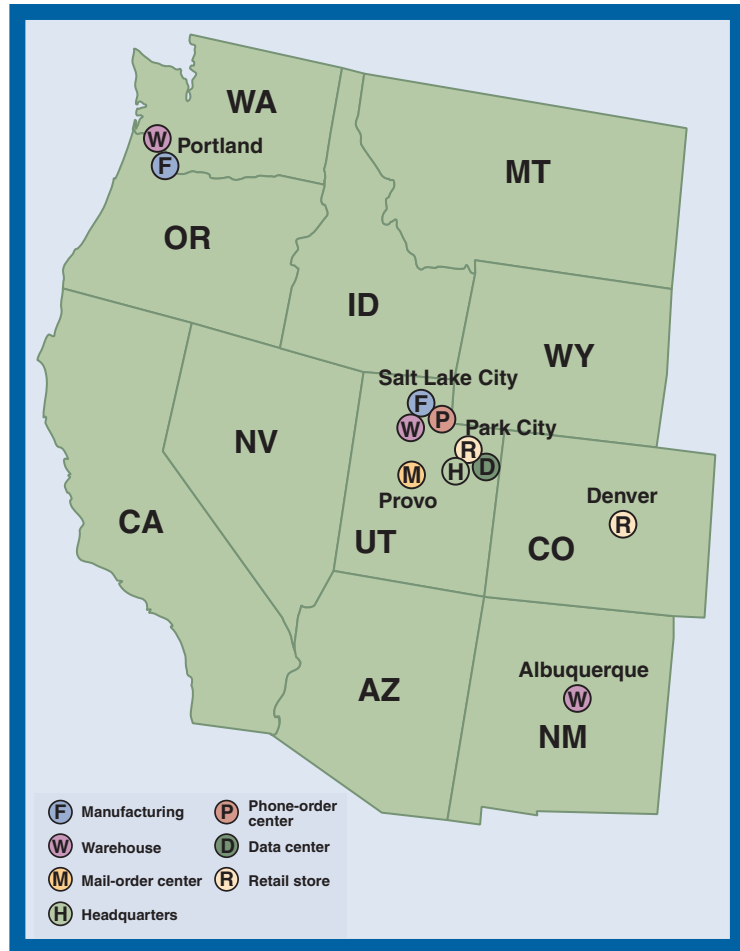 WA
W
Portland
F
MT
OR
ID
WY
Salt Lake City
F
P
W
Park City
R
NV
H
D
M
Provo
Denver
R
CA
UT
CO
Albuquerque
W
AZ
NM
F Manufacturing
P Phone-order
center
W Warehouse
D Data center
M Mail-order center
R Retail store
H Headquarters